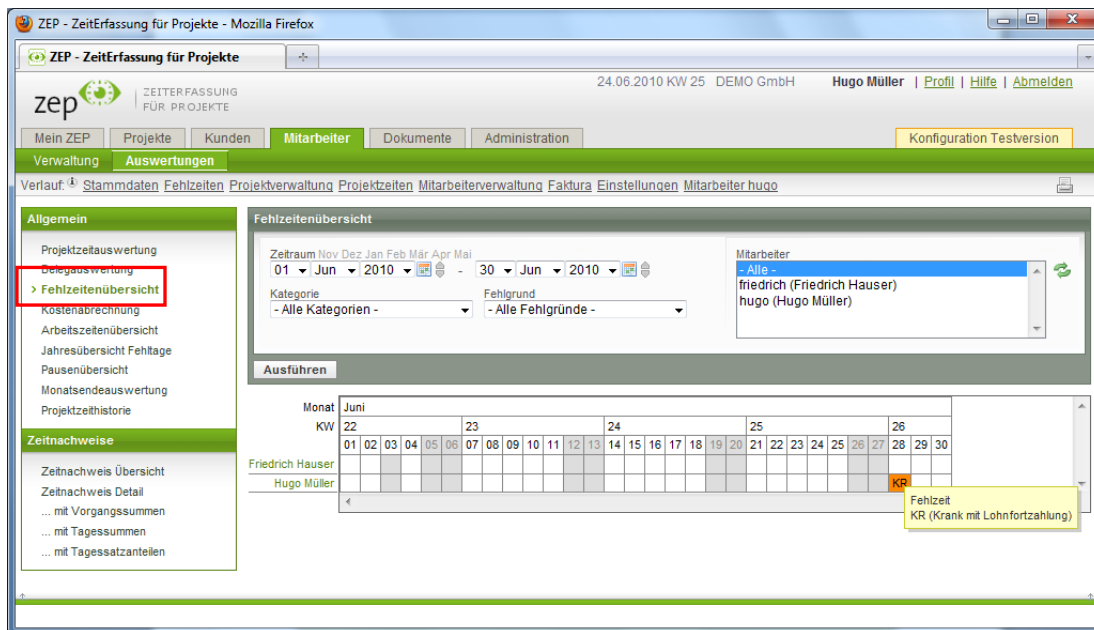 ZEP - ZeitErfassung für Projekte - Mozilla Firefox
ZEP - ZeitErfassung für Projekte
24.06.2010 KW 25 DEMO GmbH Hugo Müller | Profil | Hilfe | Abmelden
zep ZEITERFASSUNG
FÜR PROJEKTE
Mein ZEP Projekte Kunden Mitarbeiter Dokumente Administration Konfiguration Testversion
Verwaltung Auswertungen
Verlauf: Stammdaten Fehlzeiten Projektverwaltung Projektzeiten Mitarbeiterverwaltung Faktura Einstellungen Mitarbeiter hugo
Allgemein
Projektzeitauswertung
Belegauswertung
> Fehlzeitenübersicht
Kostenabrechnung
Arbeitszeitenübersicht
Jahresübersicht Fehltage
Pausenübersicht
Monatsendeauswertung
Projektzeithistorie
Zeitnachweise
Zeitnachweis Übersicht
Zeitnachweis Detail
... mit Vorgangssummen
... mit Tagessummen
... mit Tagessatzanteilen
Fehlzeitenübersicht
Zeitraum Nov Dez Jan Feb Mär Apr Mai
01 Jun 2010 - 30 Jun 2010
Kategorie Fehlgrund
- Alle Kategorien - - Alle Fehlgründe -
Mitarbeiter
- Alle -
friedrich (Friedrich Hauser)
hugo (Hugo Müller)
Ausführen
Monat Juni
KW 22 23 24 25 26
01 02 03 04 05 06 07 08 09 10 11 12 13 14 15 16 17 18 19 20 21 22 23 24 25 26 27 28 29 30
Friedrich Hauser
Hugo Müller KR
Fehlzeit
KR (Krank mit Lohnfortzahlung)